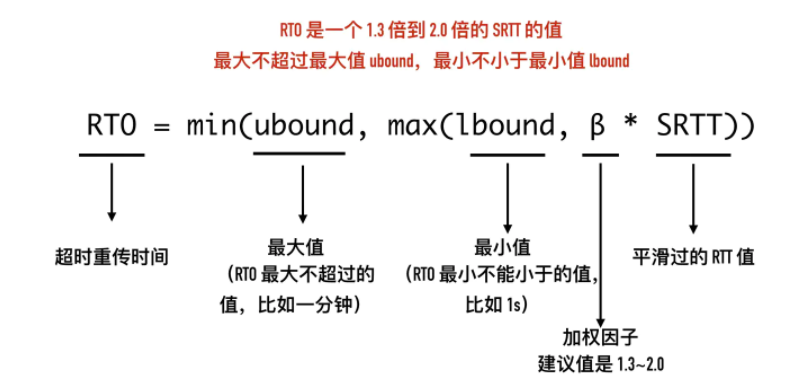 RTO 是一个 1.3 倍到 2.0 倍的 SRTT 的值
最大不超过最大值 ubound，最小不小于最小值 lbound
RTO = min(ubound, max(lbound, β * SRTT))
超时重传时间
最大值
（RTO 最大不超过的
值，比如一分钟）
最小值
（RTO 最小不能小于的值，
比如 1s）
平滑过的 RTT 值
加权因子
建议值是 1.3~2.0